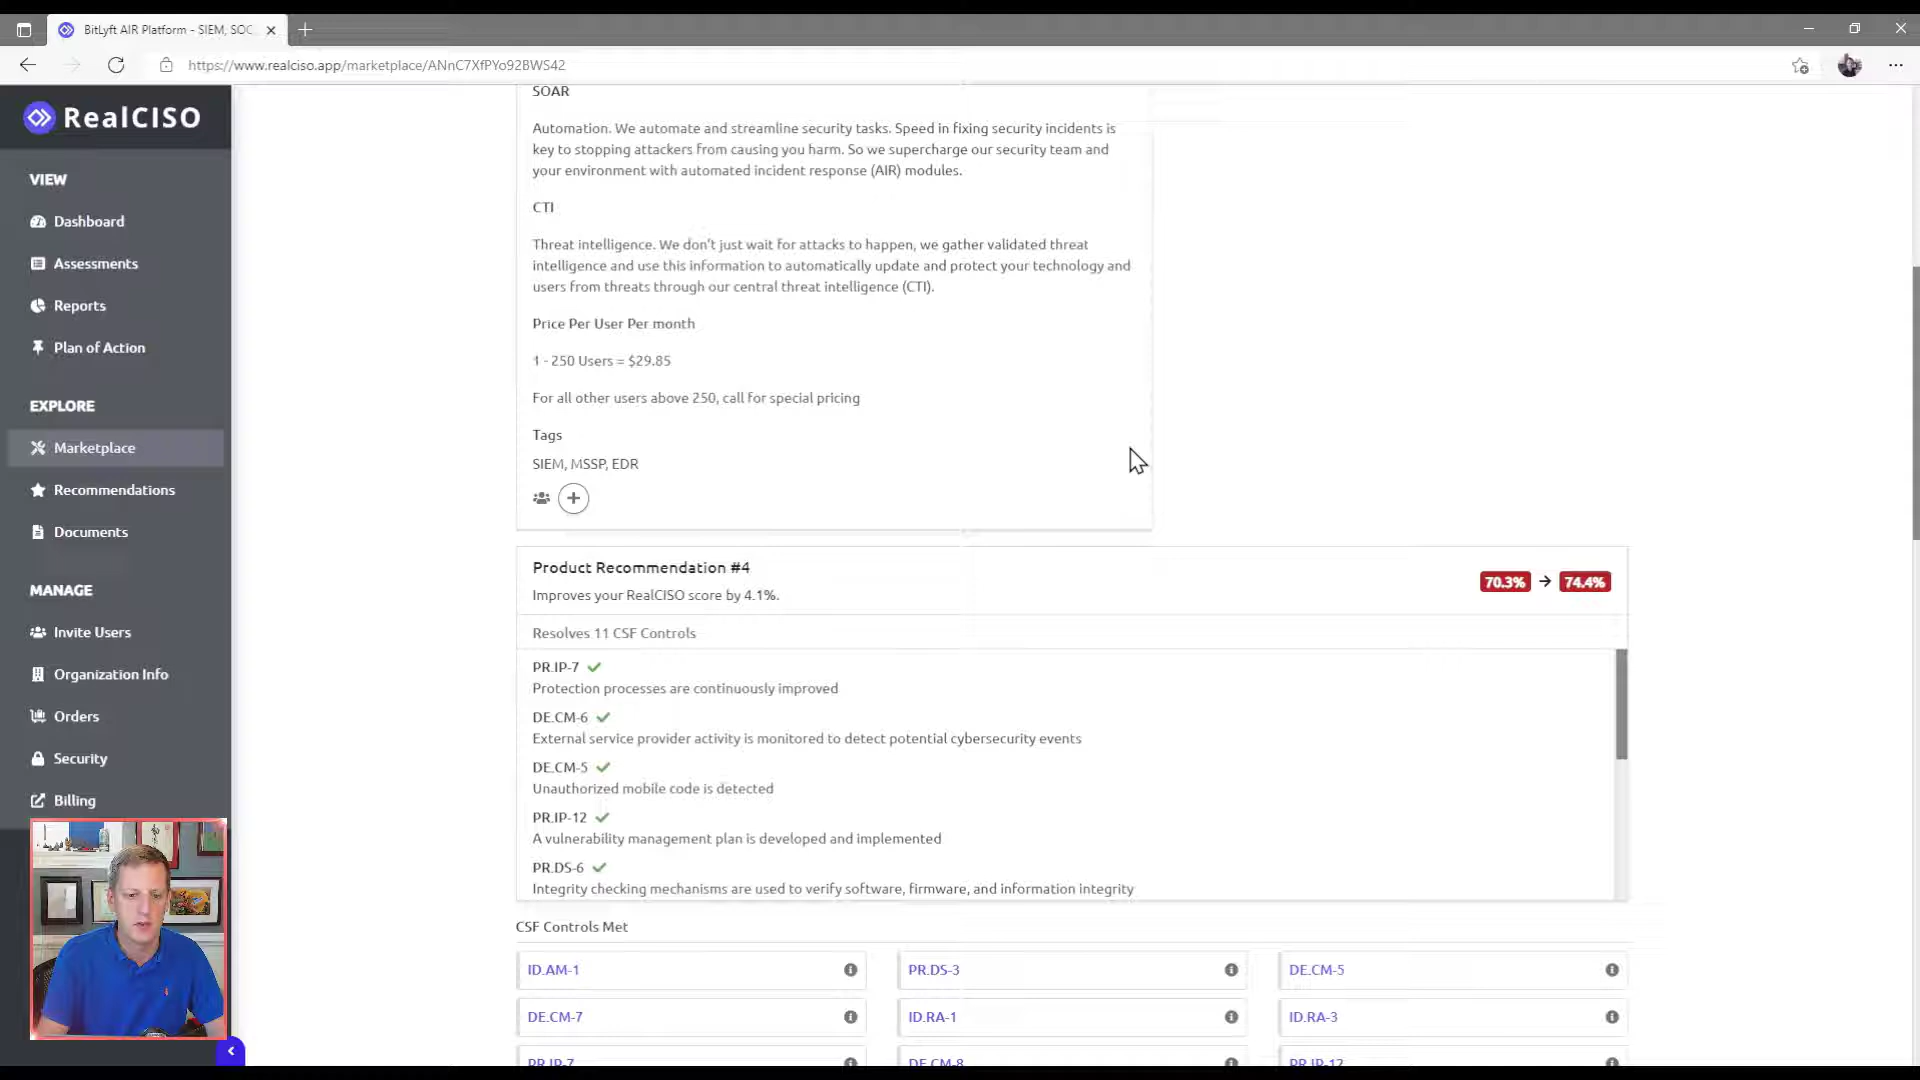 BitLyft AIR Platform - SIEM, SOC
https://www.realciso.app/marketplace/ANnC7XfPYo92BWS42
RealCISO
VIEW
Dashboard
Assessments
Reports
Plan of Action
EXPLORE
Marketplace
Recommendations
Documents
MANAGE
Invite Users
Organization Info
Orders
Security
Billing
SOAR
Automation. We automate and streamline security tasks. Speed in fixing security incidents is
key to stopping attackers from causing you harm. So we supercharge our security team and
your environment with automated incident response (AIR) modules.
CTI
Threat intelligence. We don't just wait for attacks to happen, we gather validated threat
intelligence and use this information to automatically update and protect your technology and
users from threats through our central threat intelligence (CTI).
Price Per User Per month
1 - 250 Users = $29.85
For all other users above 250, call for special pricing
Tags
SIEM, MSSP, EDR
Product Recommendation #4
Improves your RealCISO score by 4.1%.
70.3% → 74.4%
Resolves 11 CSF Controls
PR.IP-7
Protection processes are continuously improved
DE.CM-6
External service provider activity is monitored to detect potential cybersecurity events
DE.CM-5
Unauthorized mobile code is detected
PR.IP-12
A vulnerability management plan is developed and implemented
PR.DS-6
Integrity checking mechanisms are used to verify software, firmware, and information integrity
CSF Controls Met
ID.AM-1
PR.DS-3
DE.CM-5
DE.CM-7
ID.RA-1
ID.RA-3
PR.IP-7
DE.CM-8
PR.IP-12